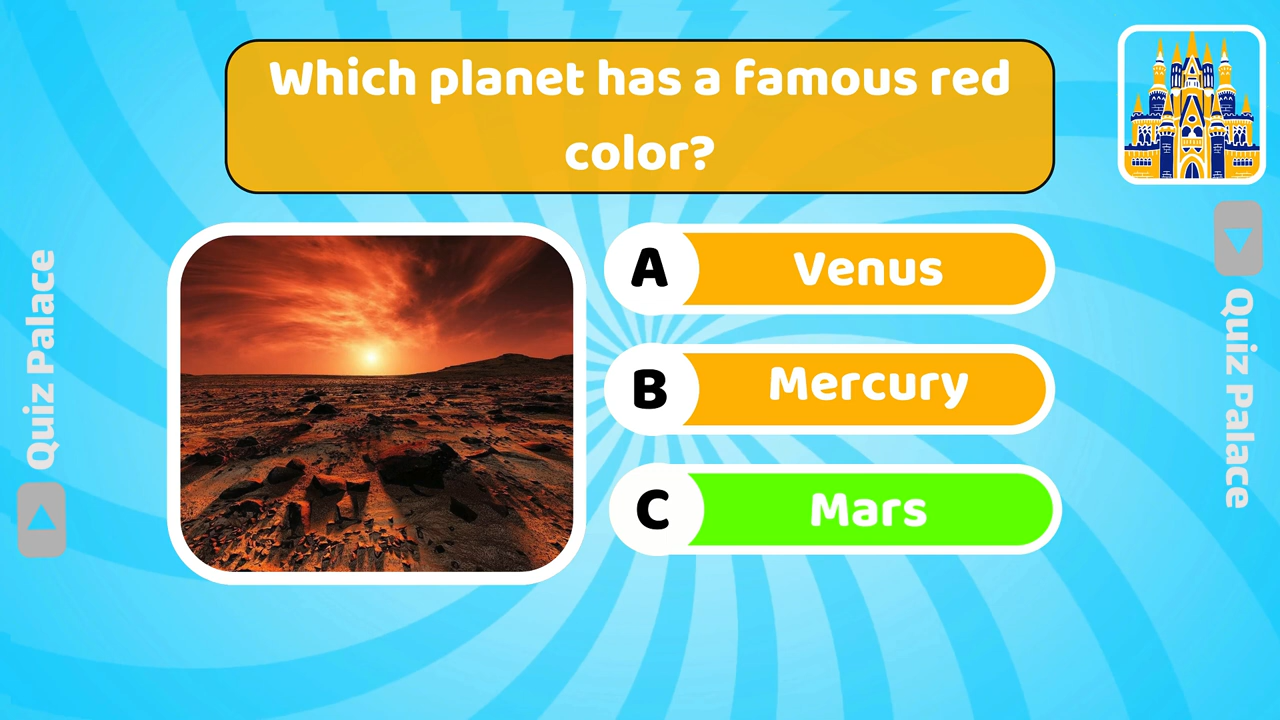 Which planet has a famous red
color?
A
Venus
B
Mercury
C
Mars
Quiz Palace
Quiz Palace